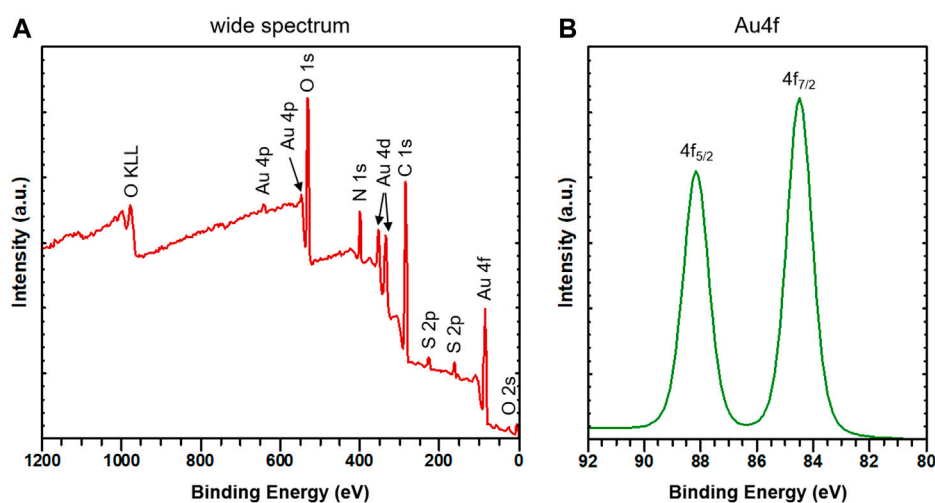 A
wide spectrum
Intensity (a.u.)
O KLL
Au 4p
Au 4p
O 1s
N 1s
Au 4d
C 1s
S 2p
S 2p
Au 4f
O 2s
1200 1000 800 600 400 200 0
Binding Energy (eV)
B
Au4f
Intensity (a.u.)
4f5/2
4f7/2
92 90 88 86 84 82 80
Binding Energy (eV)